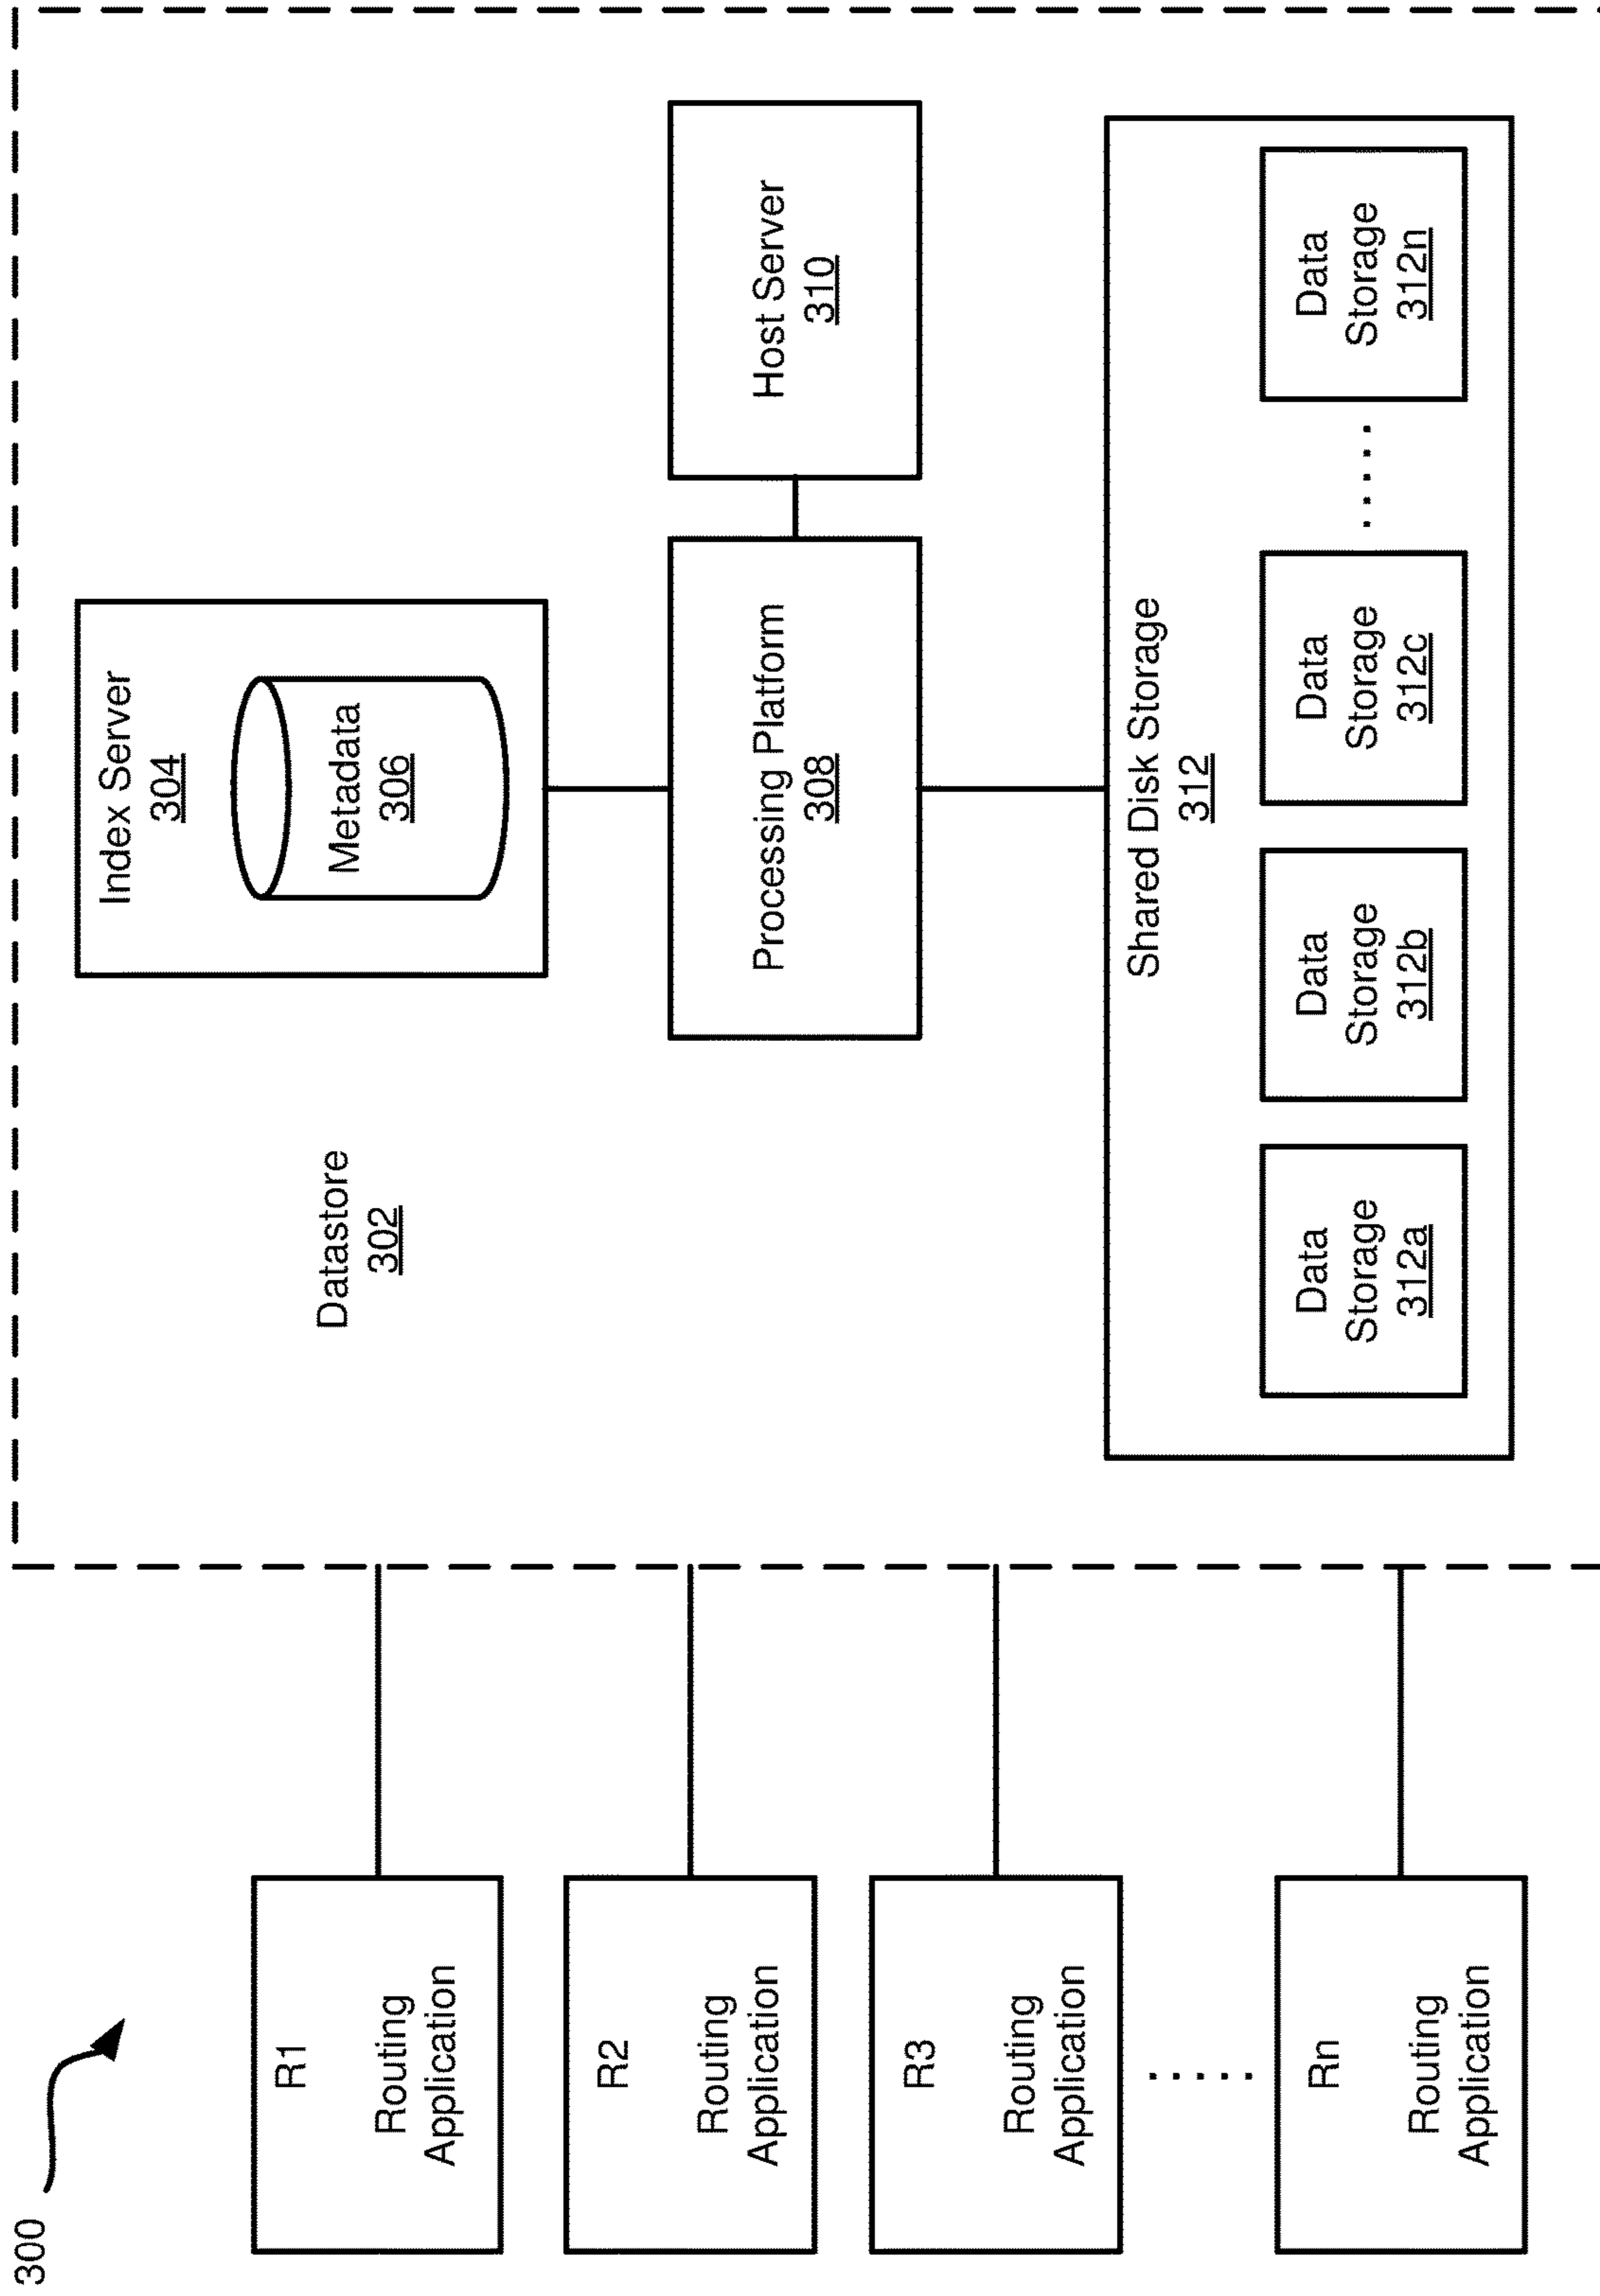 300
R1
Routing
Application
R2
Routing
Application
R3
Routing
Application
.....
Rn
Routing
Application
Datastore
302
Index Server
304
Metadata
306
Processing Platform
308
Host Server
310
Shared Disk Storage
312
Data
Storage
312a
Data
Storage
312b
Data
Storage
312c
.....
Data
Storage
312n